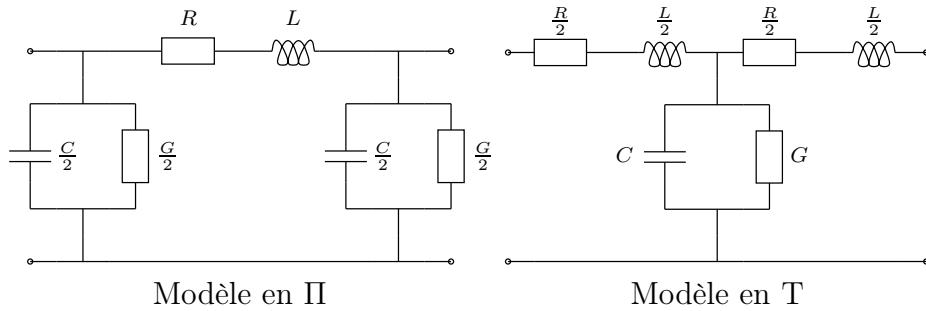 R L
C/2 G/2 C/2 G/2
Modèle en Π
R/2 L/2 R/2 L/2
C G
Modèle en T